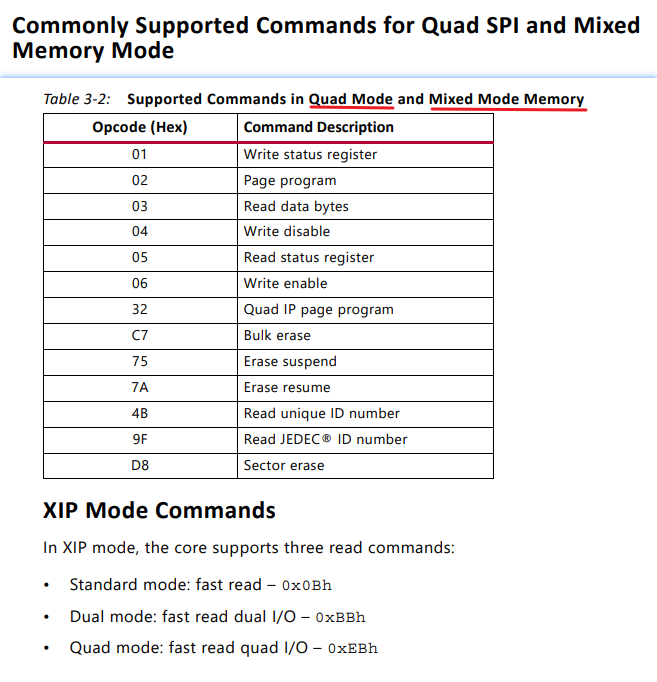 Commonly Supported Commands for Quad SPI and Mixed
Memory Mode
Table 3-2: Supported Commands in Quad Mode and Mixed Mode Memory
Opcode (Hex) Command Description
01 Write status register
02 Page program
03 Read data bytes
04 Write disable
05 Read status register
06 Write enable
32 Quad IP page program
C7 Bulk erase
75 Erase suspend
7A Erase resume
4B Read unique ID number
9F Read JEDEC® ID number
D8 Sector erase
XIP Mode Commands
In XIP mode, the core supports three read commands:
• Standard mode: fast read – 0x0Bh
• Dual mode: fast read dual I/O – 0xBBh
• Quad mode: fast read quad I/O – 0xEBh